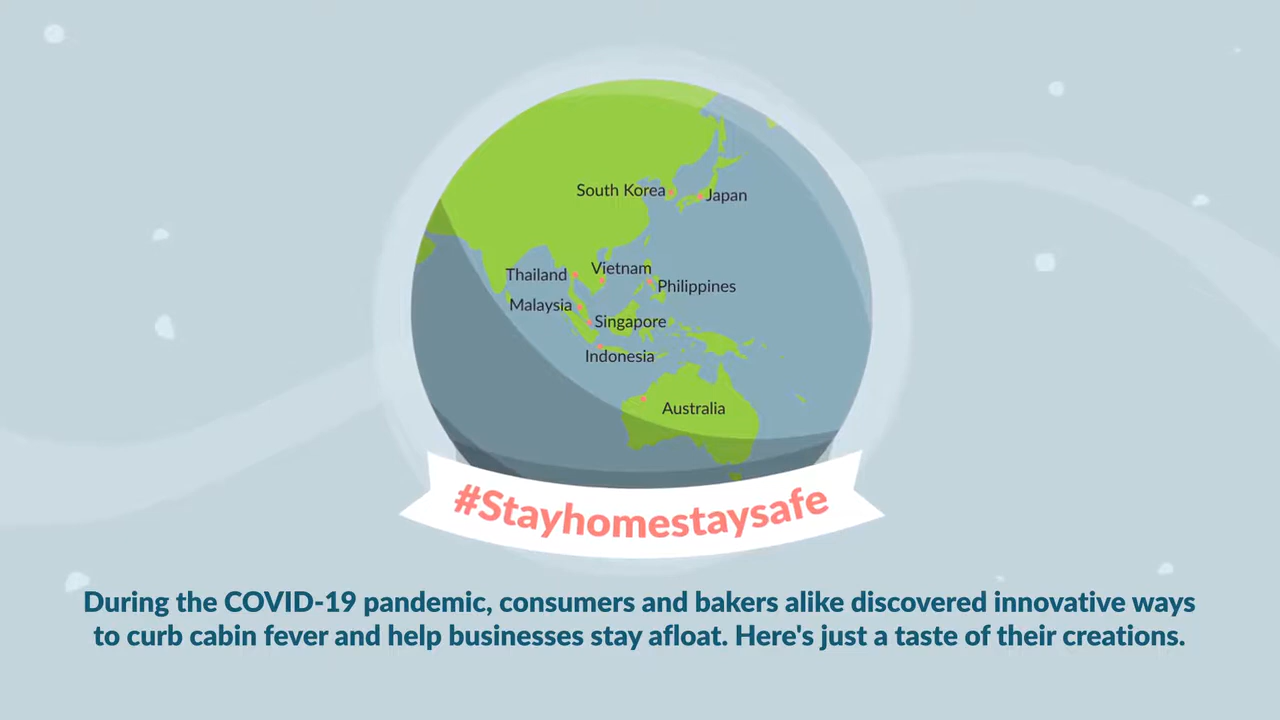 South Korea
Japan
Thailand
Vietnam
Philippines
Malaysia
Singapore
Indonesia
Australia
#Stayhomestaysafe
During the COVID-19 pandemic, consumers and bakers alike discovered innovative ways
to curb cabin fever and help businesses stay afloat. Here's just a taste of their creations.